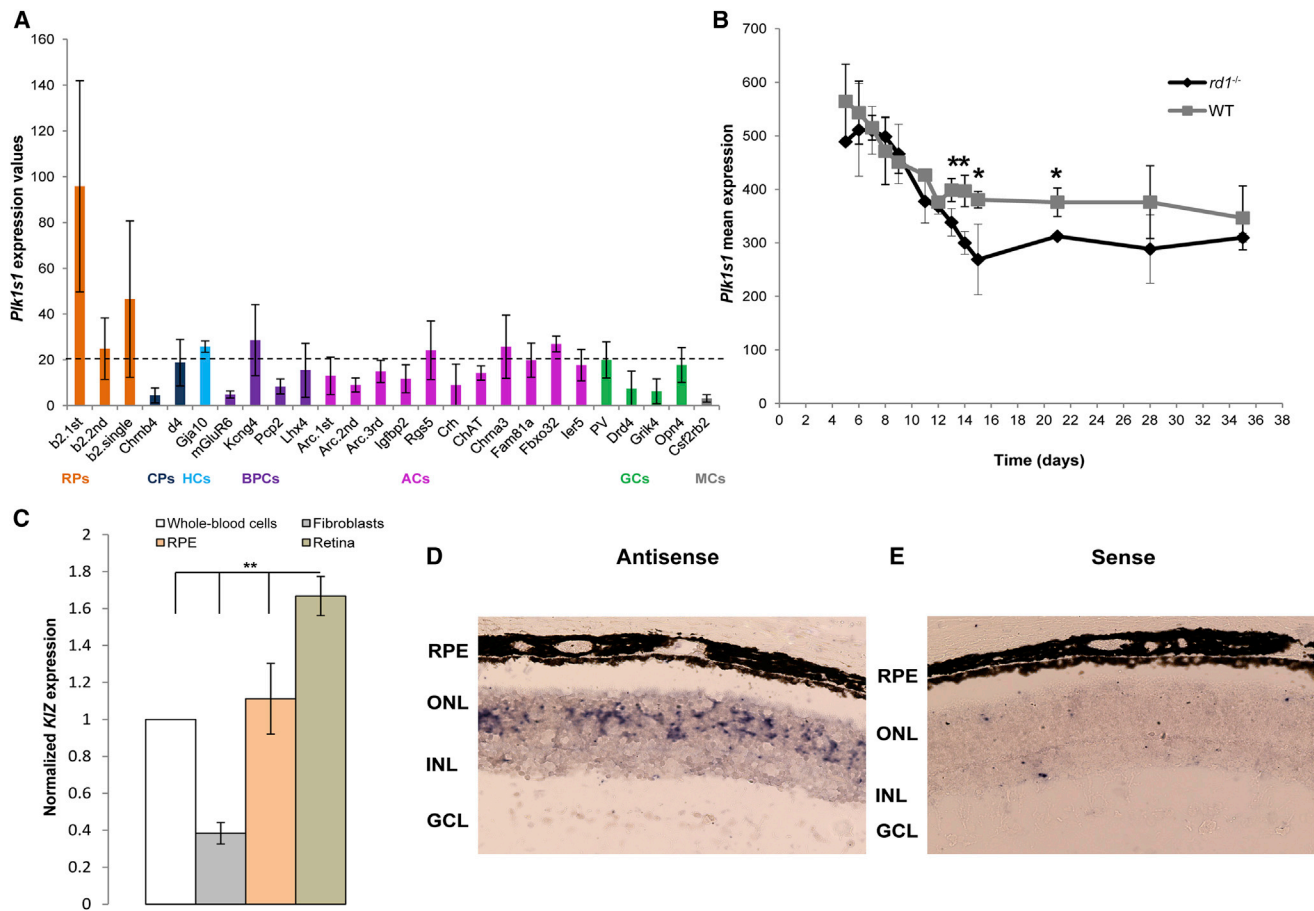 A
Plk1s1 expression values
160
140
120
100
80
60
40
20
0
b2.1st
b2.2nd
b2.single
Chrnb4
d4
Gja10
mGluR6
Kcng4
Pcp2
Lhx4
Arc.1st
Arc.2nd
Arc.3rd
Igfbp2
Rgs5
Crh
ChAT
Chrna3
Fam81a
Fbxo32
Ier5
PV
Drd4
Grik4
Opn4
Csf2rb2
RPs CPs HCs BPCs ACs GCs MCs
B
Plk1s1 mean expression
700
600
500
400
300
200
100
0
rd1-/-
WT
** * *
0 2 4 6 8 10 12 14 16 18 20 22 24 26 28 30 32 34 36 38
Time (days)
C
Normalized KIZ expression
2
1.8
1.6
1.4
1.2
1
0.8
0.6
0.4
0.2
0
Whole-blood cells Fibroblasts
RPE Retina
**
D Antisense
RPE
ONL
INL
GCL
E Sense
RPE
ONL
INL
GCL